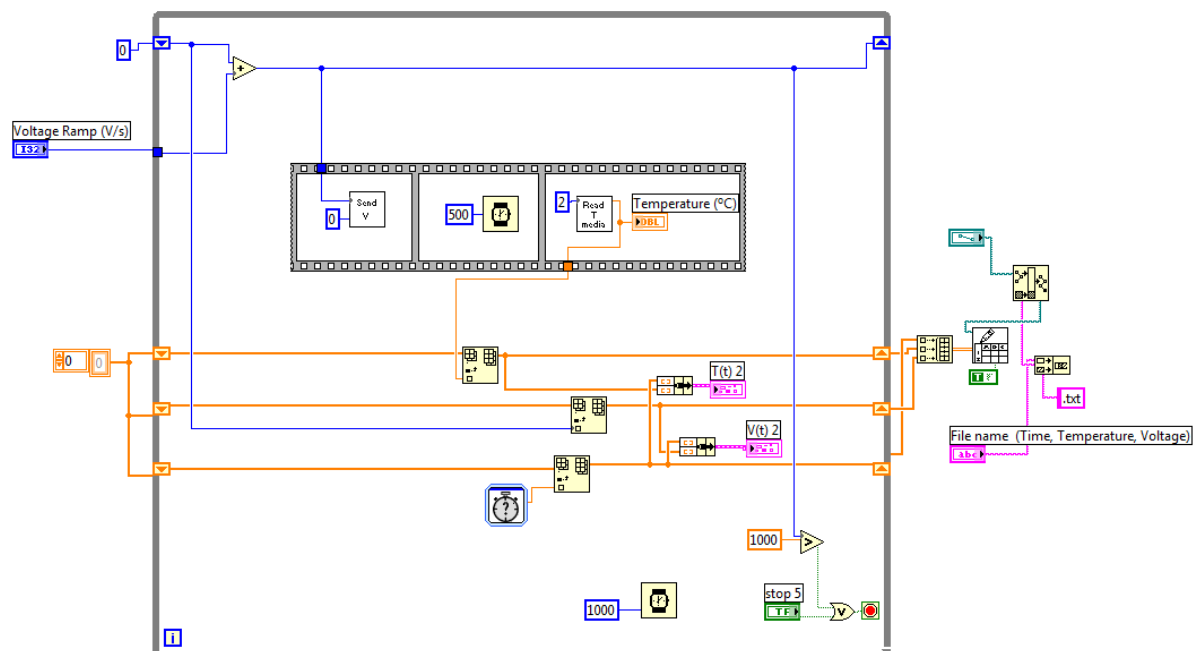 0
Voltage Ramp (V/s)
I32
Send
V
0
500
2
Read
T
media
Temperature (ºC)
DBL
0
0
T(t) 2
V(t) 2
?
T
.txt
File name (Time, Temperature, Voltage)
abc
1000
>
1000
stop 5
TF
V
i